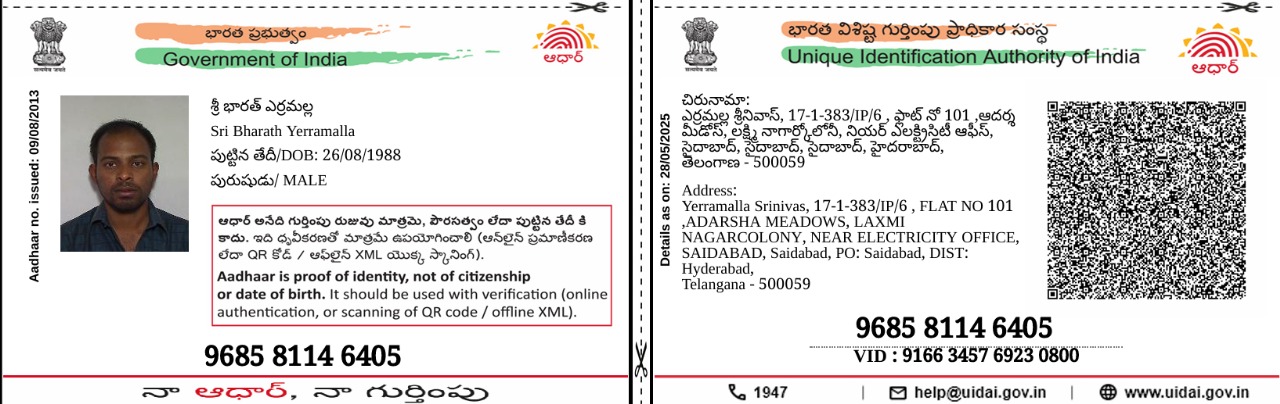 భారత ప్రభుత్వం
Government of India
ఆధార్
Aadhaar no. issued: 09/08/2013
శ్రీ భారత్ ఎర్రమల్ల
Sri Bharath Yerramalla
పుట్టిన తేదీ/DOB: 26/08/1988
పురుషుడు/ MALE
ఆధార్ అనేది గుర్తింపు రుజువు మాత్రమె, పౌరసత్వం లేదా పుట్టిన తేదీ కి
కాదు. ఇది ధృవీకరణతో మాత్రమే ఉపయోగించాలి (ఆన్‌లైన్ ప్రమాణీకరణ
లేదా QR కోడ్ / ఆఫ్‌లైన్ XML యొక్క స్కానింగ్).
Aadhaar is proof of identity, not of citizenship
or date of birth. It should be used with verification (online
authentication, or scanning of QR code / offline XML).
9685 8114 6405
నా ఆధార్, నా గుర్తింపు
భారత విశిష్ట గుర్తింపు ప్రాధికార సంస్థ
Unique Identification Authority of India
ఆధార్
Details as on: 28/05/2025
చిరునామా:
ఎర్రమల్ల శ్రీనివాస్, 17-1-383/IP/6 , ఫ్లాట్ నో 101 ,ఆదర్శ
మీడోస్, లక్ష్మి నాగార్కోలోనీ, నియర్ ఎలక్ట్రిసిటీ ఆఫీస్,
సైదాబాద్, సైదాబాద్, సైదాబాద్, హైదరాబాద్,
తెలంగాణ - 500059
Address:
Yerramalla Srinivas, 17-1-383/IP/6 , FLAT NO 101
,ADARSHA MEADOWS, LAXMI
NAGARCOLONY, NEAR ELECTRICITY OFFICE,
SAIDABAD, Saidabad, PO: Saidabad, DIST:
Hyderabad,
Telangana - 500059
9685 8114 6405
VID : 9166 3457 6923 0800
1947 | help@uidai.gov.in | www.uidai.gov.in